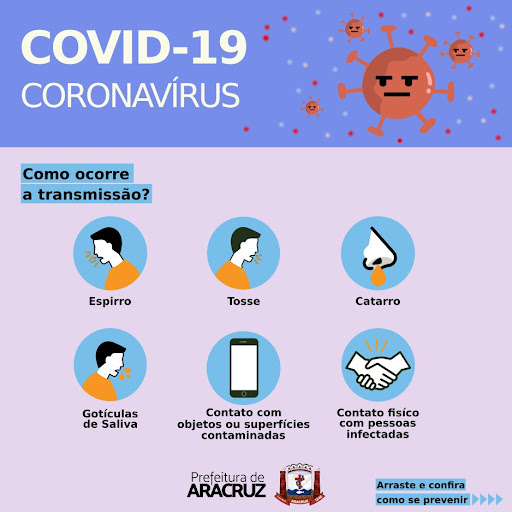 COVID-19
CORONAVÍRUS
Como ocorre
a transmissão?
Espirro
Tosse
Catarro
Gotículas
de Saliva
Contato com
objetos ou superfícies
contaminadas
Contato fisíco
com pessoas
infectadas
Prefeitura de
ARACRUZ
Arraste e confira
como se prevenir